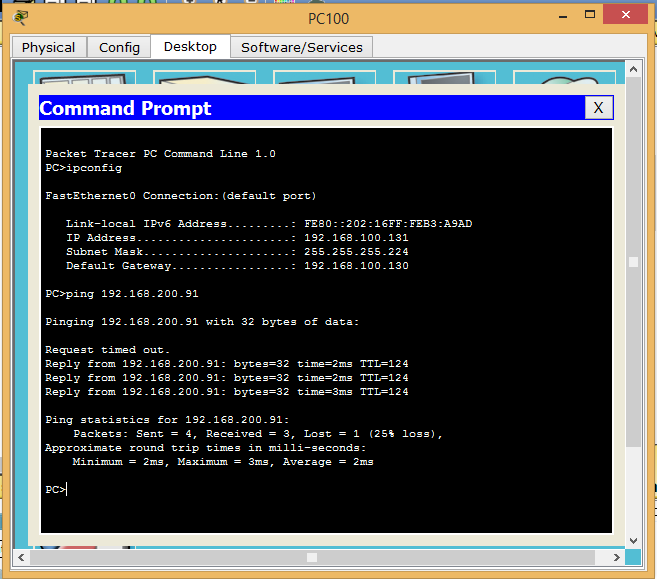 PC100
Physical Config Desktop Software/Services
Command Prompt X
Packet Tracer PC Command Line 1.0
PC>ipconfig
FastEthernet0 Connection:(default port)
Link-local IPv6 Address.........: FE80::202:16FF:FEB3:A9AD
IP Address......................: 192.168.100.131
Subnet Mask.....................: 255.255.255.224
Default Gateway.................: 192.168.100.130
PC>ping 192.168.200.91
Pinging 192.168.200.91 with 32 bytes of data:
Request timed out.
Reply from 192.168.200.91: bytes=32 time=2ms TTL=124
Reply from 192.168.200.91: bytes=32 time=2ms TTL=124
Reply from 192.168.200.91: bytes=32 time=3ms TTL=124
Ping statistics for 192.168.200.91:
Packets: Sent = 4, Received = 3, Lost = 1 (25% loss),
Approximate round trip times in milli-seconds:
Minimum = 2ms, Maximum = 3ms, Average = 2ms
PC>